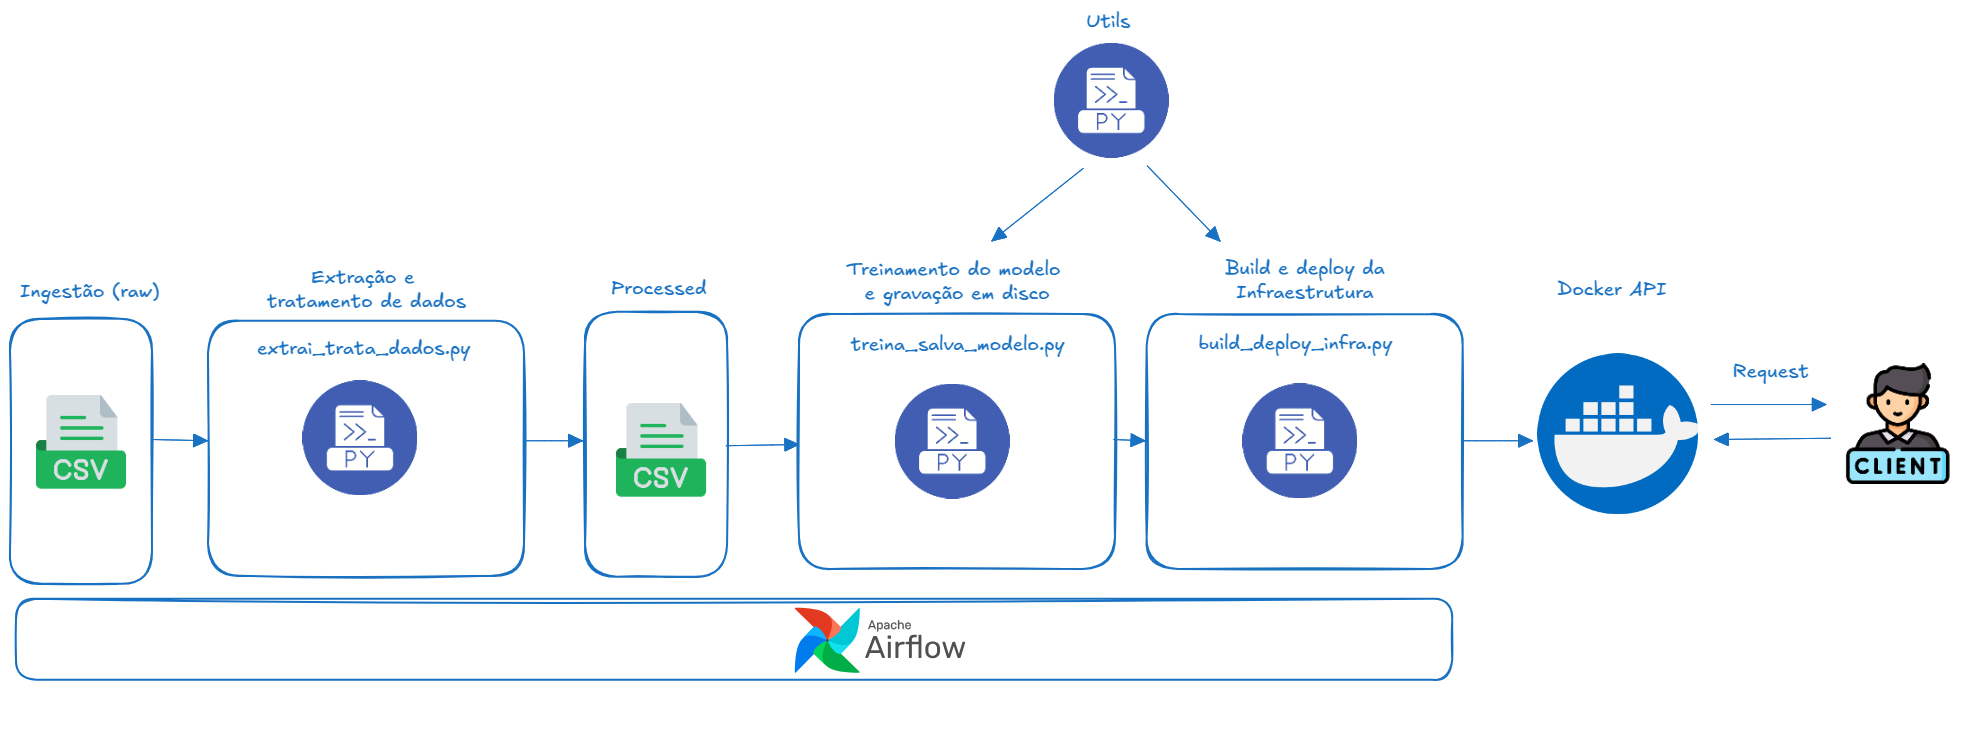 Utils
PY
Ingestão (raw)
CSV
Extração e
tratamento de dados
extrai_trata_dados.py
>>_
PY
Processed
CSV
Treinamento do modelo
e gravação em disco
treina_salva_modelo.py
>>_
PY
Build e deploy da
Infraestrutura
build_deploy_infra.py
>>_
PY
Docker API
Request
CLIENT
Apache
Airflow